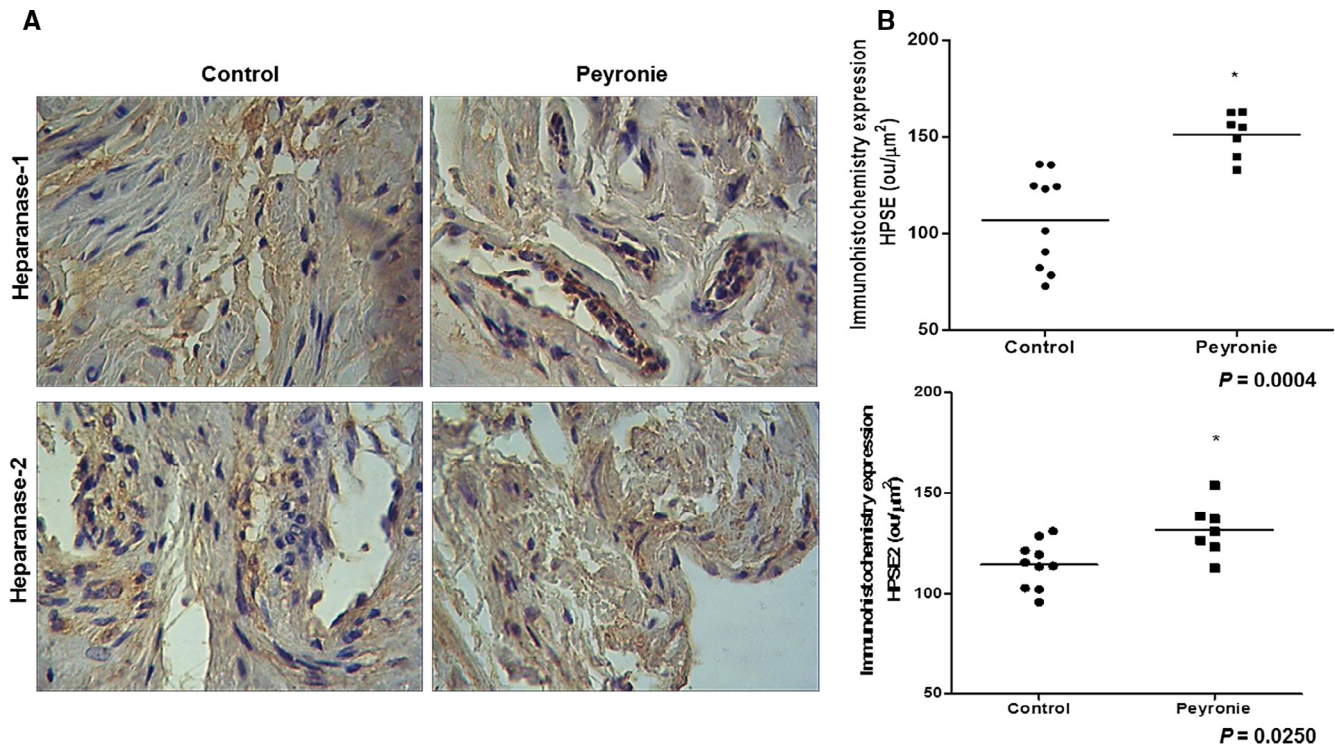 A
Control
Peyronie
Heparanase-1
Heparanase-2
B
Immunohistochemistry expression
HPSE (ou/µm²)
200
150
100
50
*
Control
Peyronie
P = 0.0004
Immunohistochemistry expression
HPSE2 (ou/µm²)
200
150
100
50
*
Control
Peyronie
P = 0.0250